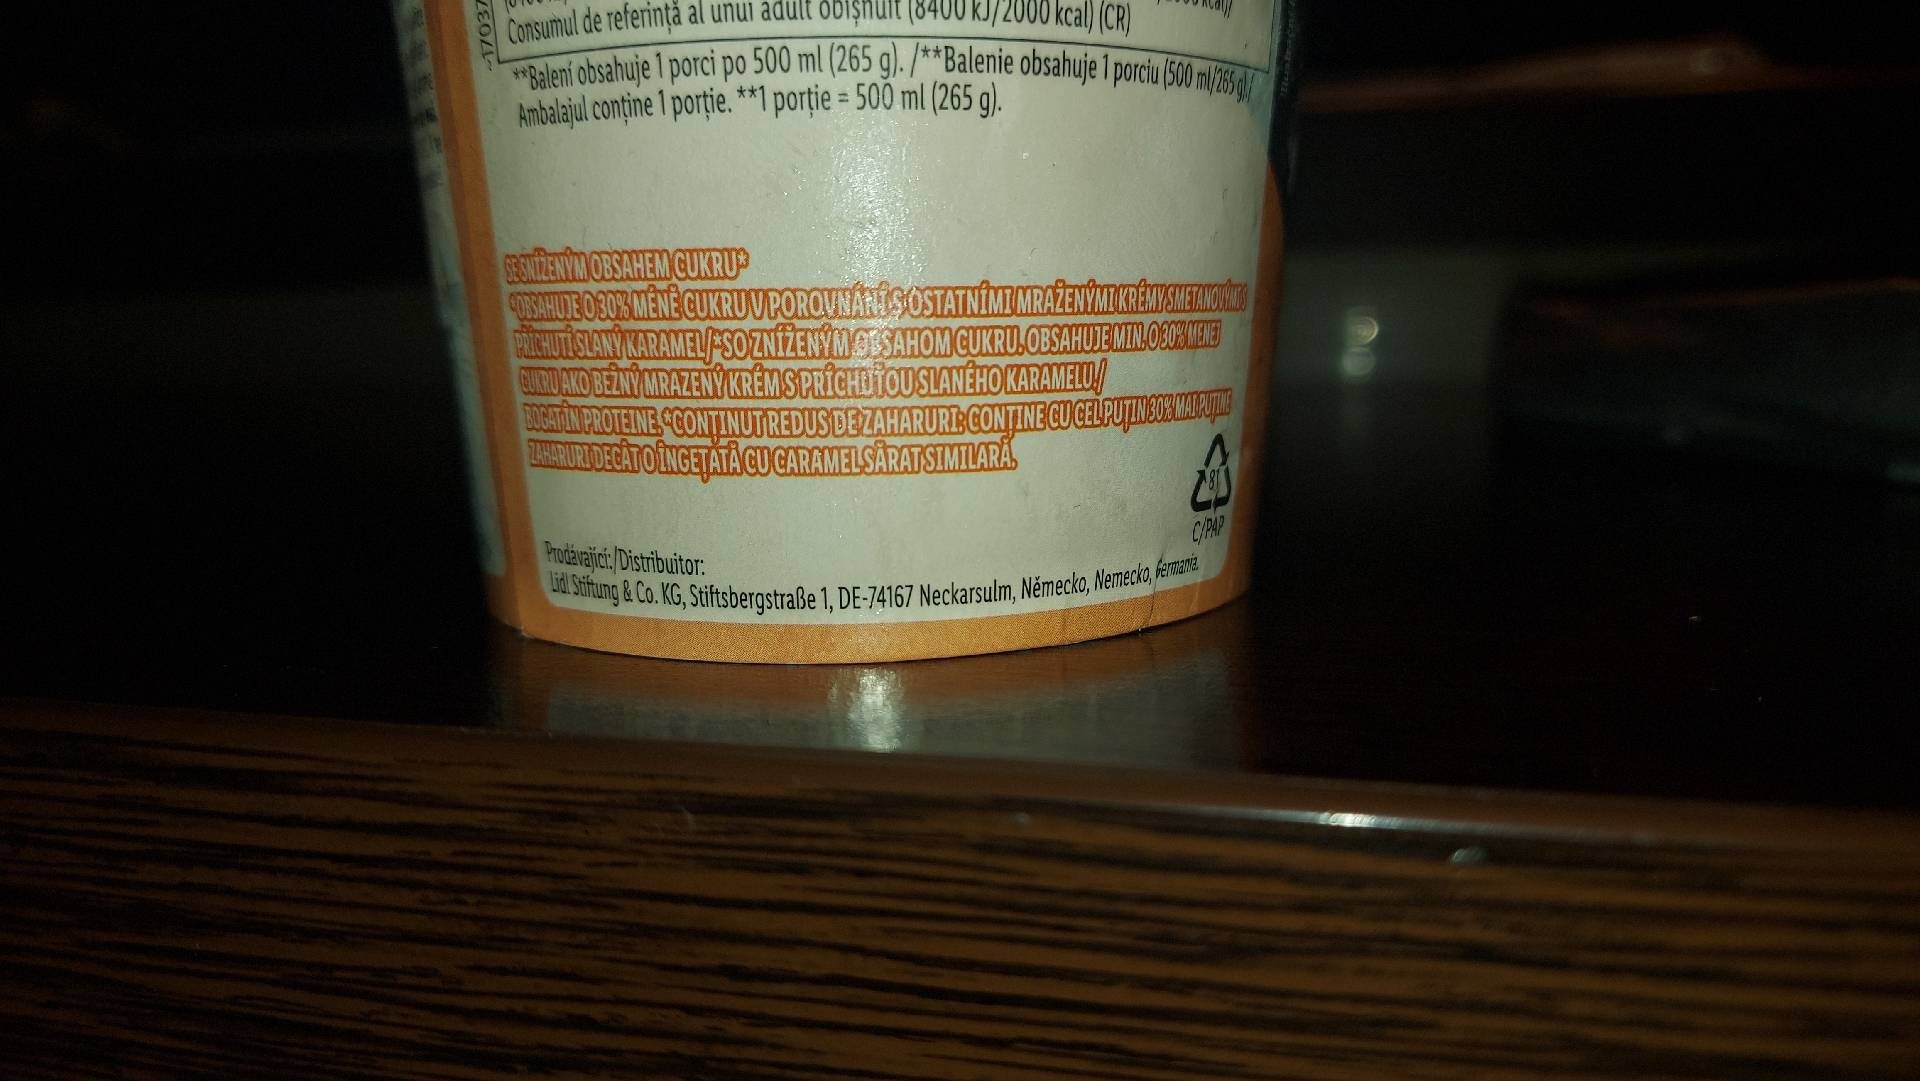 Consumul de referință al unui adult obișnuit (8400 kJ/2000 kcal) (CR)
**Balení obsahuje 1 porci po 500 ml (265 g). /**Balenie obsahuje 1 porciu (500 ml/265 g)./
Ambalajul conține 1 porție. **1 porție = 500 ml (265 g).
SE SNÍŽENÝM OBSAHEM CUKRU*
*OBSAHUJE O 30% MÉNĚ CUKRU V POROVNÁNÍ S OSTATNÍMI MRAŽENÝMI KRÉMY SMETANOVÝMI S
PŘÍCHUTÍ SLANÝ KARAMEL/*SO ZNÍŽENÝM OBSAHOM CUKRU. OBSAHUJE MIN. O 30% MENEJ
CUKRU AKO BEŽNÝ MRAZENÝ KRÉM S PRÍCHUŤOU SLANÉHO KARAMELU./
BOGAT ÎN PROTEINE. *CONȚINUT REDUS DE ZAHARURI: CONȚINE CU CEL PUȚIN 30% MAI PUȚINE
ZAHARURI DECÂT O ÎNGEȚATĂ CU CARAMEL SĂRAT SIMILARĂ.
81
C/PAP
Prodávající:/Distribuitor:
Lidl Stiftung & Co. KG, Stiftsbergstraße 1, DE-74167 Neckarsulm, Německo, Nemecko, Germania.